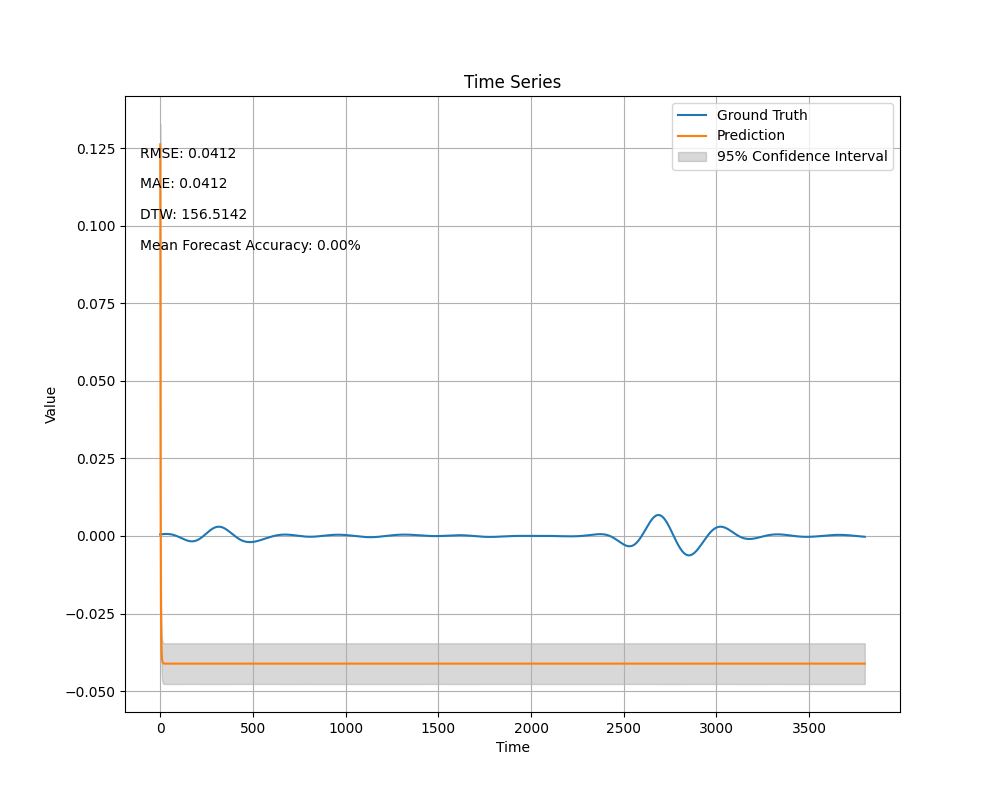 Time Series
Ground Truth
Prediction
95% Confidence Interval
RMSE: 0.0412
MAE: 0.0412
DTW: 156.5142
Mean Forecast Accuracy: 0.00%
Value
0.125
0.100
0.075
0.050
0.025
0.000
−0.025
−0.050
0 500 1000 1500 2000 2500 3000 3500
Time